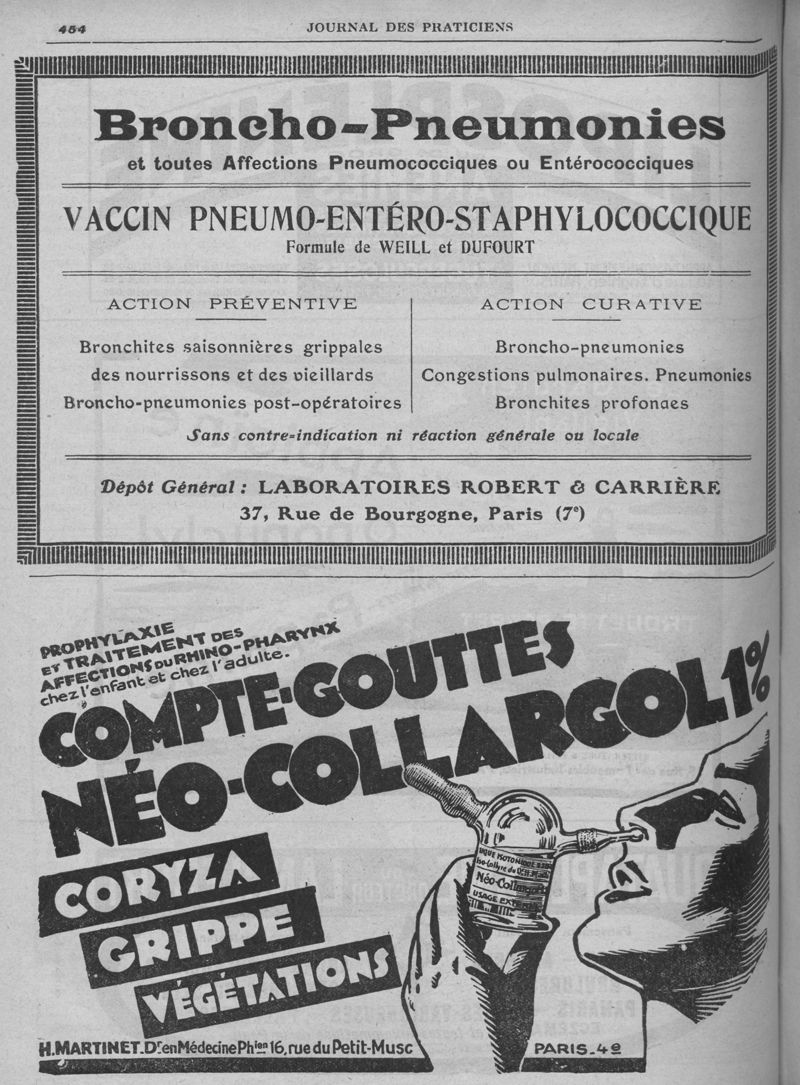 454
JOURNAL DES PRATICIENS
Broncho-Pneumonies
et toutes Affections Pneumococciques ou Entérococciques
VACCIN PNEUMO-ENTÉRO-STAPHYLOCOCCIQUE
Formule de WEILL et DUFOURT
ACTION PRÉVENTIVE
Bronchites saisonnières grippales
des nourrissons et des vieillards
Broncho-pneumonies post-opératoires
ACTION CURATIVE
Broncho-pneumonies
Congestions pulmonaires. Pneumonies
Bronchites profondes
Sans contre-indication ni réaction générale ou locale
Dépôt Général : LABORATOIRES ROBERT & CARRIÈRE
37, Rue de Bourgogne, Paris (7e)
PROPHYLAXIE
ET TRAITEMENT DES
AFFECTIONS DU RHINO-PHARYNX
chez l'enfant et chez l'adulte.
COMPTE-GOUTTES
NÉO-COLLARGOL 1%
CORYZA
GRIPPE
VÉGÉTATIONS
ISOTONIQUE
Néo-Collargol
USAGE EXTERNE
H. MARTINET. Dr en Médecine Phien 16, rue du Petit-Musc
PARIS_4e